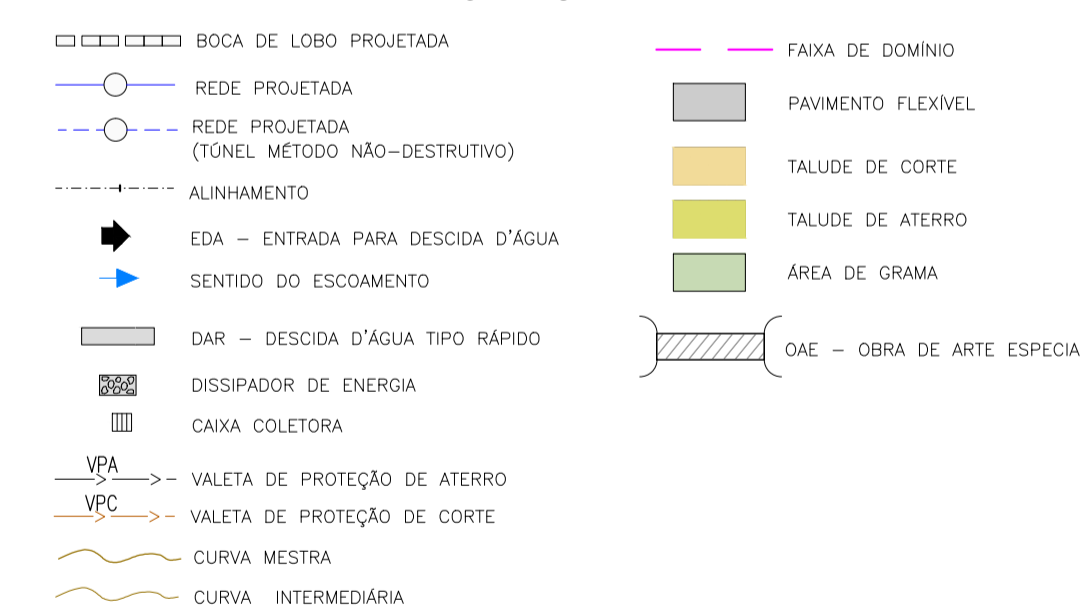 BOCA DE LOBO PROJETADA
REDE PROJETADA
REDE PROJETADA
(TÚNEL MÉTODO NÃO-DESTRUTIVO)
ALINHAMENTO
EDA - ENTRADA PARA DESCIDA D'ÁGUA
SENTIDO DO ESCOAMENTO
DAR - DESCIDA D'ÁGUA TIPO RÁPIDO
DISSIPADOR DE ENERGIA
CAIXA COLETORA
VPA
VALETA DE PROTEÇÃO DE ATERRO
VPC
VALETA DE PROTEÇÃO DE CORTE
CURVA MESTRA
CURVA INTERMEDIÁRIA
FAIXA DE DOMÍNIO
PAVIMENTO FLEXÍVEL
TALUDE DE CORTE
TALUDE DE ATERRO
ÁREA DE GRAMA
OAE - OBRA DE ARTE ESPECIA